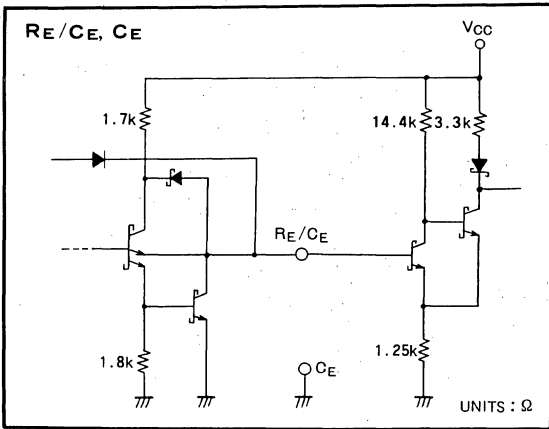 RE/CE, CE
VCC
1.7k
14.4k
3.3k
RE/CE
1.8k
CE
1.25k
UNITS : Ω